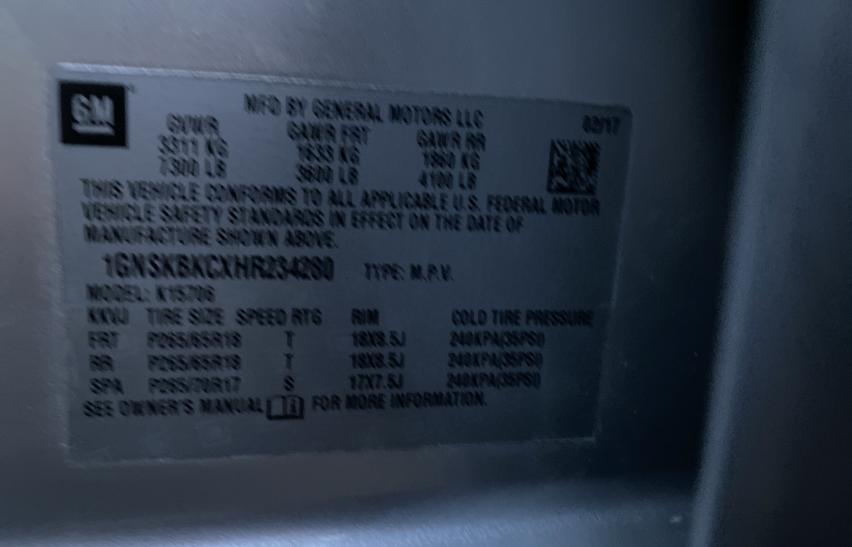 GM
MFD BY GENERAL MOTORS LLC 02/17
GVWR GAWR FRT GAWR RR
3311 KG 1633 KG 1860 KG
7300 LB 3600 LB 4100 LB
THIS VEHICLE CONFORMS TO ALL APPLICABLE U.S. FEDERAL MOTOR
VEHICLE SAFETY STANDARDS IN EFFECT ON THE DATE OF
MANUFACTURE SHOWN ABOVE.
1GNSKBKCXHR234280 TYPE: M.P.V.
MODEL: K15706
KKVJ TIRE SIZE SPEED RTG RIM COLD TIRE PRESSURE
FRT P265/65R18 T 18X8.5J 240KPA(35PSI)
RR P265/65R18 T 18X8.5J 240KPA(35PSI)
SPA P265/70R17 S 17X7.5J 240KPA(35PSI)
SEE OWNER'S MANUAL FOR MORE INFORMATION.